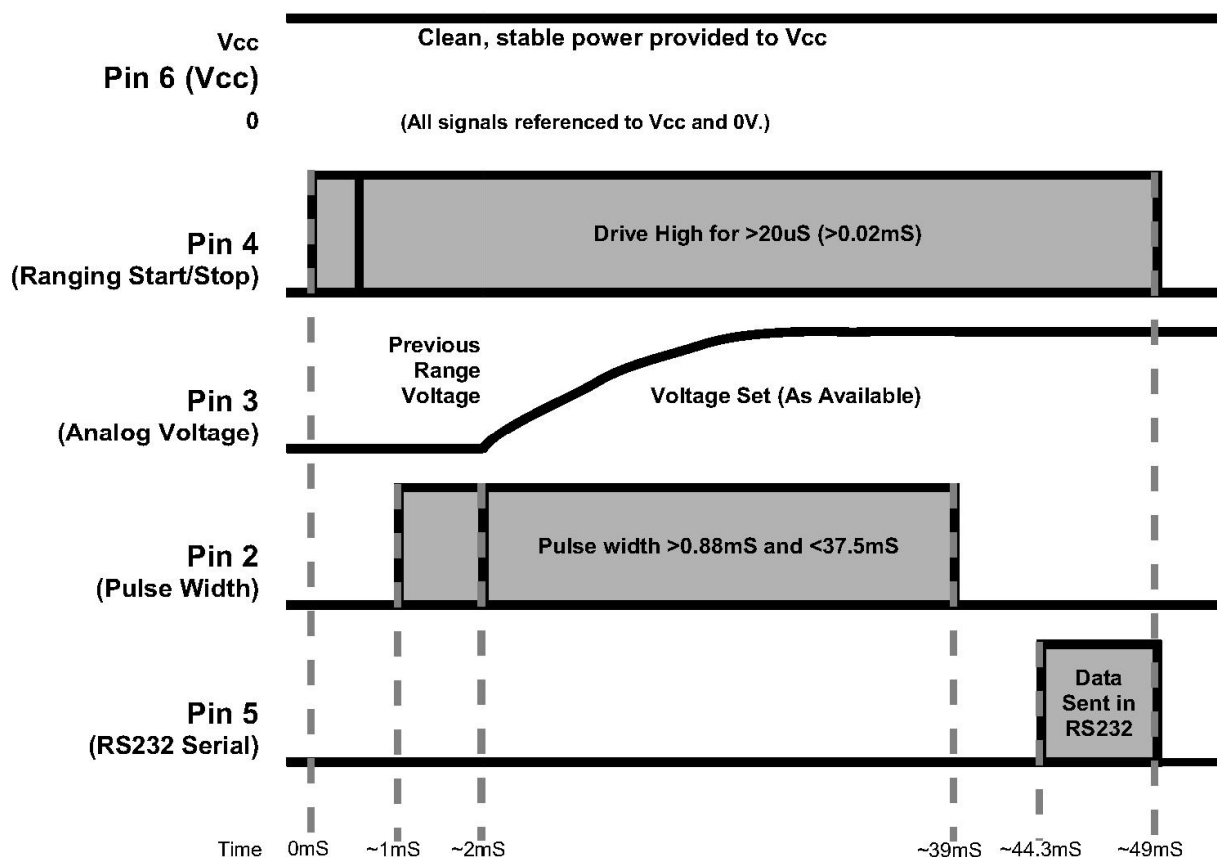 Vcc
Clean, stable power provided to Vcc
Pin 6 (Vcc)
0
(All signals referenced to Vcc and 0V.)
Drive High for >20uS (>0.02mS)
Pin 4
(Ranging Start/Stop)
Previous
Range
Voltage
Voltage Set (As Available)
Pin 3
(Analog Voltage)
Pulse width >0.88mS and <37.5mS
Pin 2
(Pulse Width)
Data
Sent in
RS232
Pin 5
(RS232 Serial)
Time 0mS ~1mS ~2mS ~39mS ~44.3mS ~49mS